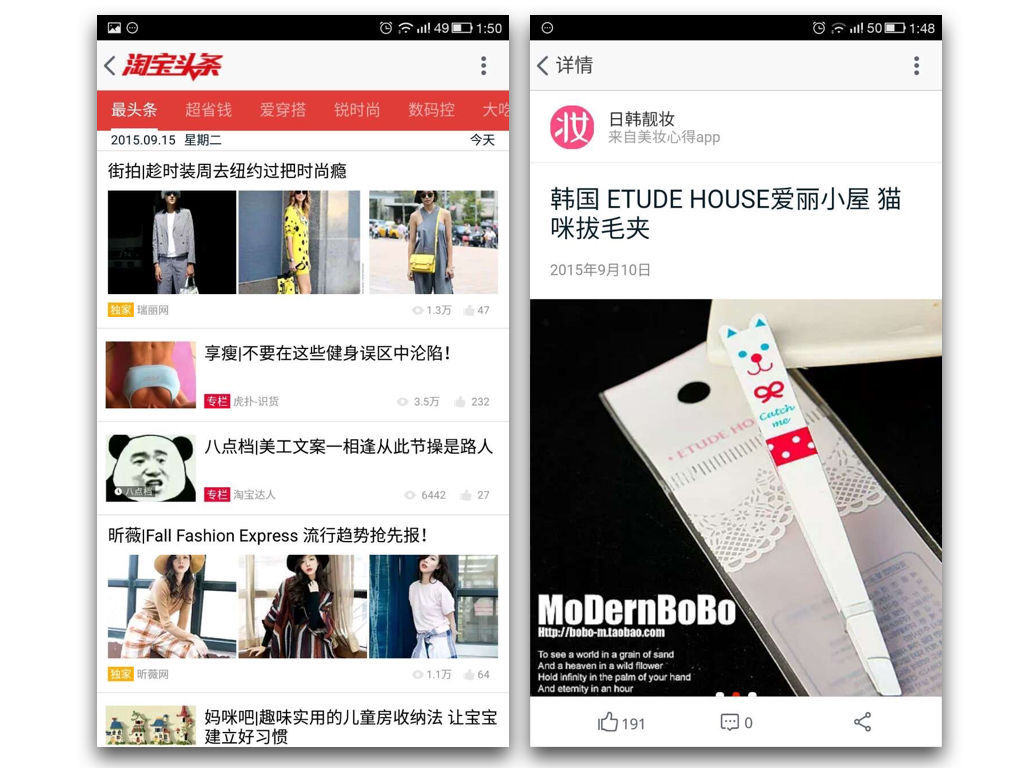 49 1:50
淘宝头条
最头条 超省钱 爱穿搭 锐时尚 数码控 大吃
2015.09.15 星期二 今天
街拍|趁时装周去纽约过把时尚瘾
独家 瑞丽网 1.3万 47
享瘦|不要在这些健身误区中沦陷！
专栏 虎扑-识货 3.5万 232
八点档|美工文案一相逢从此节操是路人
八点档
专栏 淘宝达人 6442 27
昕薇|Fall Fashion Express 流行趋势抢先报！
独家 昕薇网 1.1万 64
妈咪吧|趣味实用的儿童房收纳法 让宝宝
建立好习惯
50 1:48
详情
妆
日韩靓妆
来自美妆心得app
韩国 ETUDE HOUSE爱丽小屋 猫
咪拔毛夹
2015年9月10日
ETUDE HO
Catch
me
MoDernBoBo
Http://bobo-m.taobao.com
To see a world in a grain of sand
And a heaven in a wild fllower
Hold infinity in the palm of your hand
And eternity in an hour
191 0